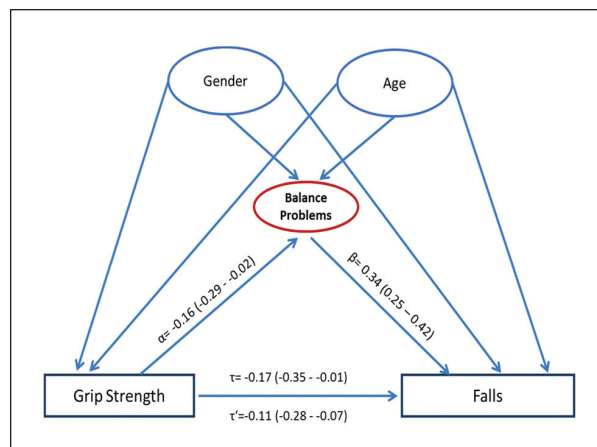 Gender
Age
Balance
Problems
α= -0.16 (-0.29 - -0.02)
β= 0.34 (0.25 – 0.42)
τ= -0.17 (-0.35 - -0.01)
Grip Strength
Falls
τ‘=-0.11 (-0.28 - -0.07)